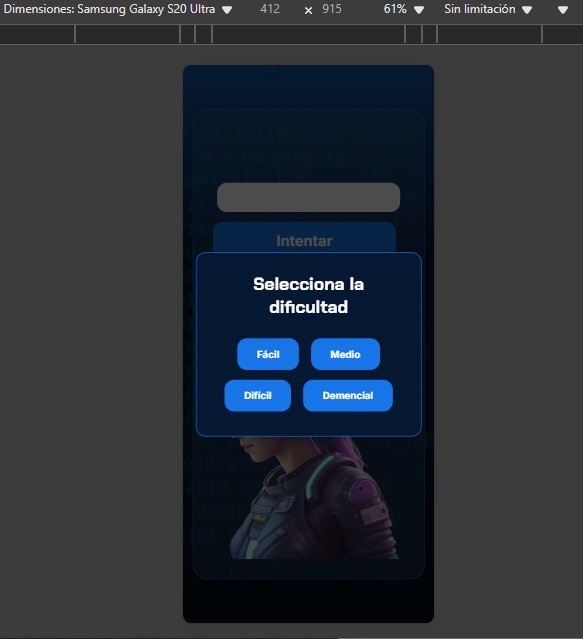 Dimensiones: Samsung Galaxy S20 Ultra 412 × 915 61% Sin limitación
Intentar
Selecciona la
dificultad
Fácil Medio
Difícil Demencial